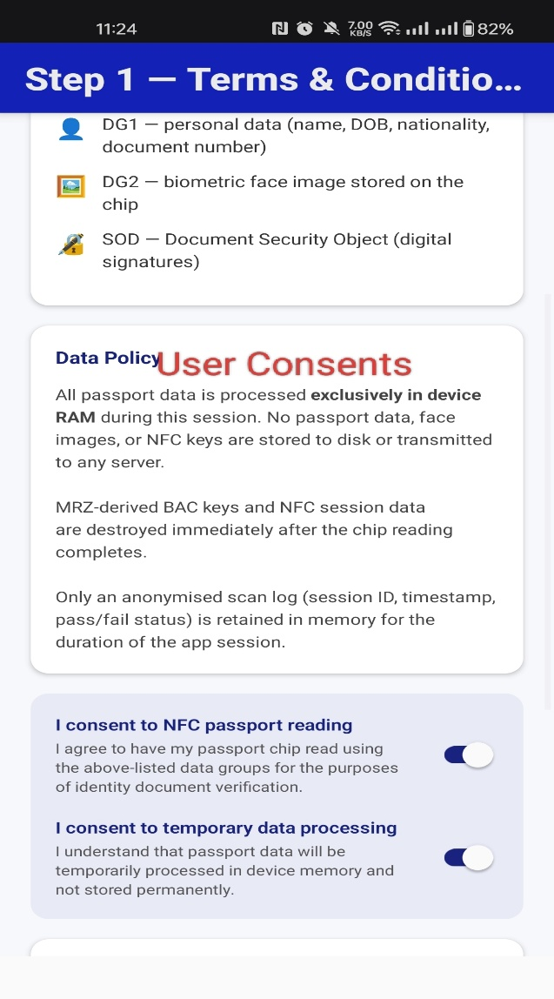 11:24 7.00 KB/S 82%
Step 1 — Terms & Conditio...
DG1 — personal data (name, DOB, nationality,
document number)
DG2 — biometric face image stored on the
chip
SOD — Document Security Object (digital
signatures)
Data Policy
User Consents
All passport data is processed exclusively in device
RAM during this session. No passport data, face
images, or NFC keys are stored to disk or transmitted
to any server.
MRZ-derived BAC keys and NFC session data
are destroyed immediately after the chip reading
completes.
Only an anonymised scan log (session ID, timestamp,
pass/fail status) is retained in memory for the
duration of the app session.
I consent to NFC passport reading
I agree to have my passport chip read using
the above-listed data groups for the purposes
of identity document verification.
I consent to temporary data processing
I understand that passport data will be
temporarily processed in device memory and
not stored permanently.